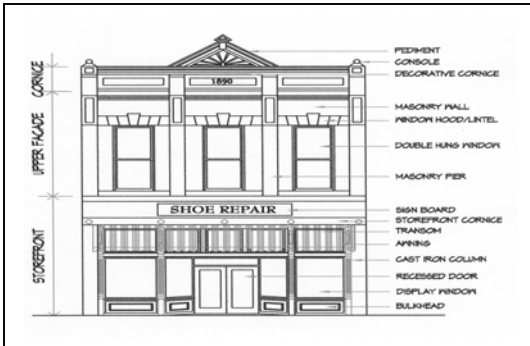 PEDIMENT
CONSOLE
DECORATIVE CORNICE
CORNICE
1890
MASONRY WALL
WINDOW HOOD/LINTEL
UPPER FACADE
DOUBLE HUNG WINDOW
MASONRY PIER
SHOE REPAIR
SIGN BOARD
STOREFRONT CORNICE
TRANSOM
AWNING
STOREFRONT
CAST IRON COLUMN
RECESSED DOOR
DISPLAY WINDOW
BULKHEAD